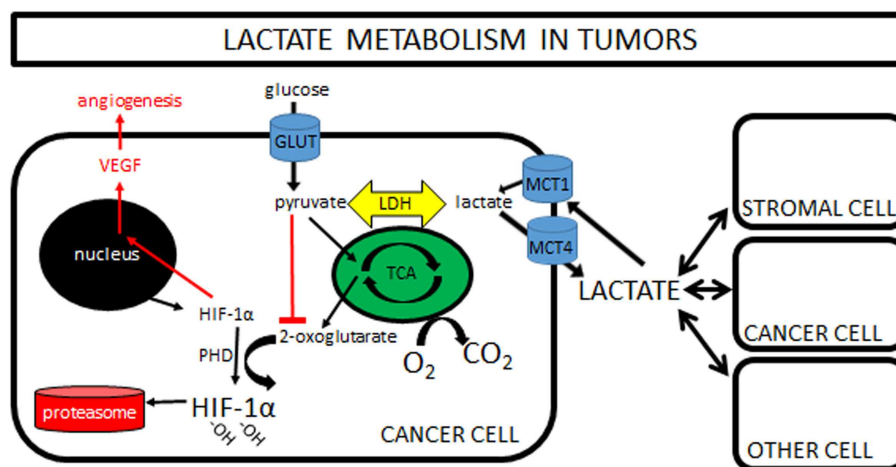 LACTATE METABOLISM IN TUMORS
angiogenesis
glucose
GLUT
VEGF
MCT1
pyruvate
LDH
lactate
STROMAL CELL
nucleus
MCT4
TCA
LACTATE
HIF-1α
2-oxoglutarate
CANCER CELL
PHD
O2
CO2
proteasome
HIF-1α
-OH
-OH
CANCER CELL
OTHER CELL